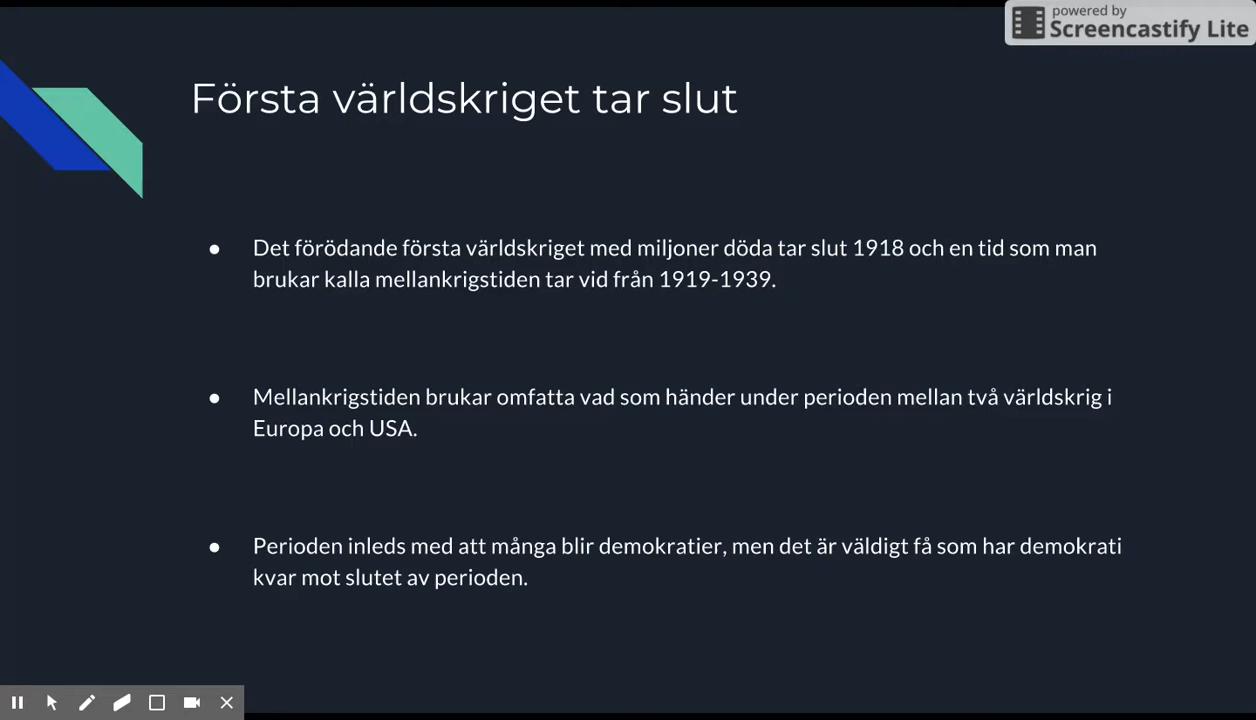 powered by
Screencastify Lite
Första världskriget tar slut
● Det förödande första världskriget med miljoner döda tar slut 1918 och en tid som man
brukar kalla mellankrigstiden tar vid från 1919-1939.
● Mellankrigstiden brukar omfatta vad som händer under perioden mellan två världskrig i
Europa och USA.
● Perioden inleds med att många blir demokratier, men det är väldigt få som har demokrati
kvar mot slutet av perioden.